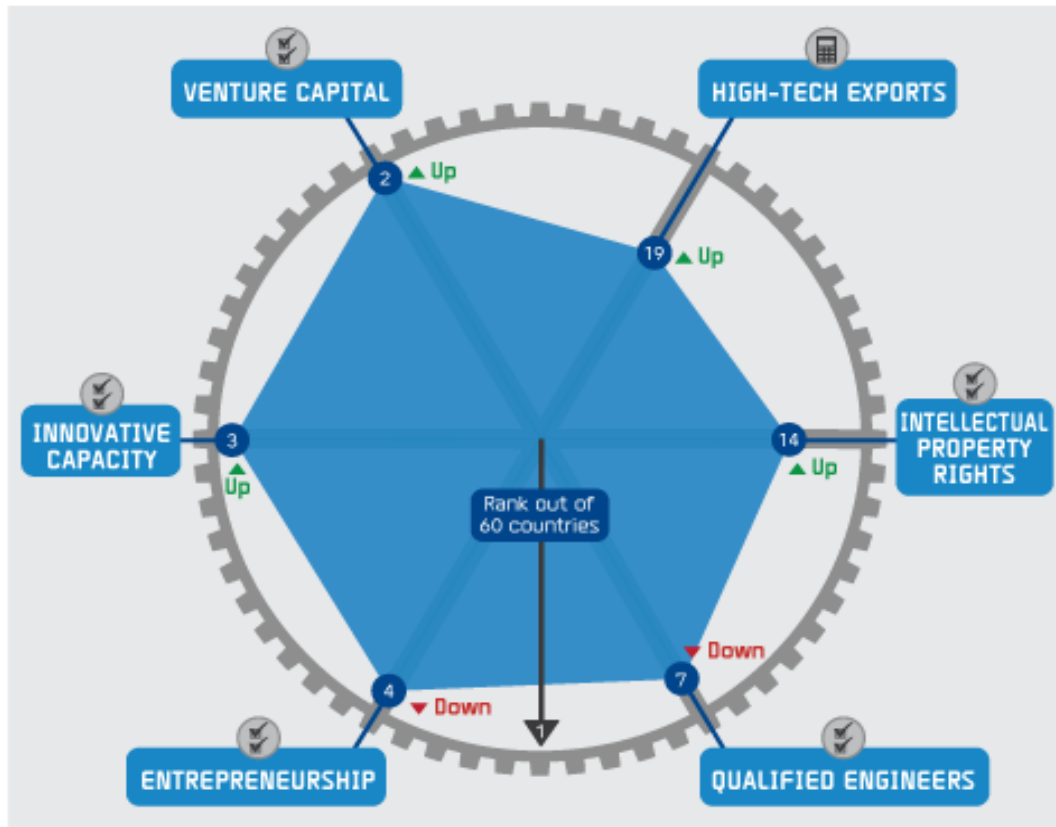 VENTURE CAPITAL
HIGH-TECH EXPORTS
2
Up
19
Up
INNOVATIVE
CAPACITY
3
Up
14
Up
INTELLECTUAL
PROPERTY
RIGHTS
Rank out of
60 countries
4
Down
1
7
Down
ENTREPRENEURSHIP
QUALIFIED ENGINEERS